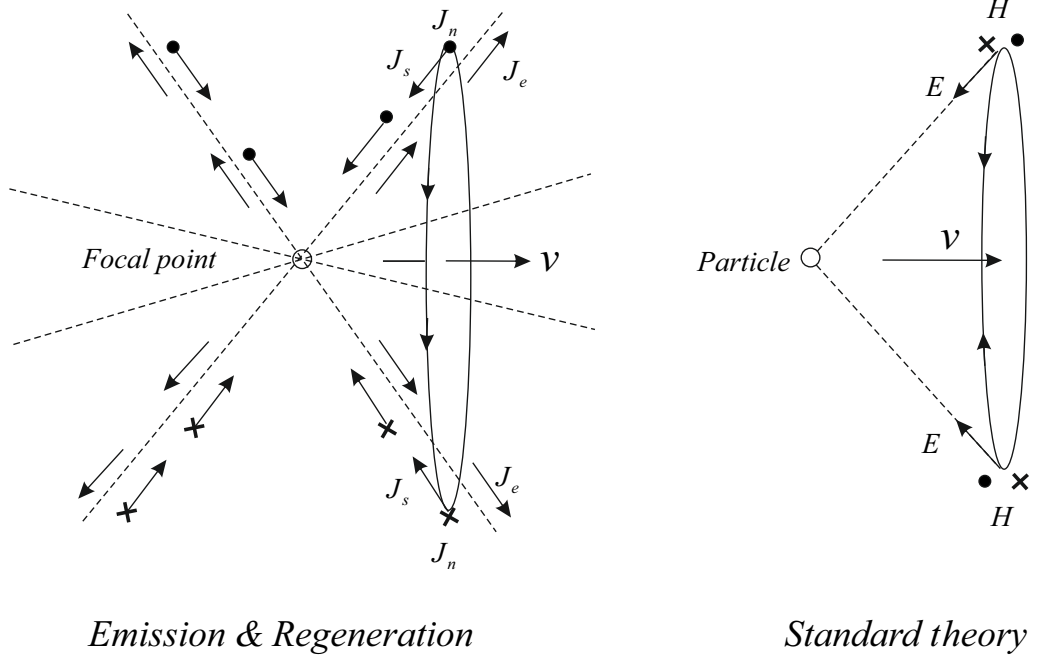 J_n
J_s
J_e
Focal point
v
J_s
J_e
J_n
Emission & Regeneration
H
E
v
Particle
E
H
Standard theory